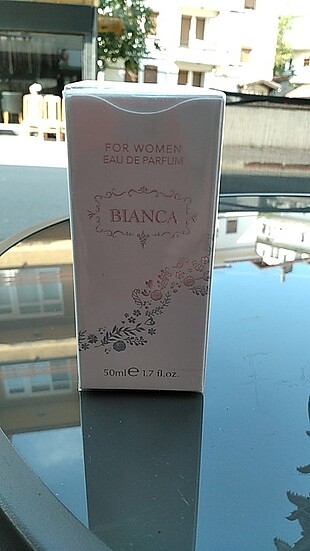 FOR WOMEN
EAU DE PARFUM
BIANCA
50ml℮ 1.7 fl.oz.